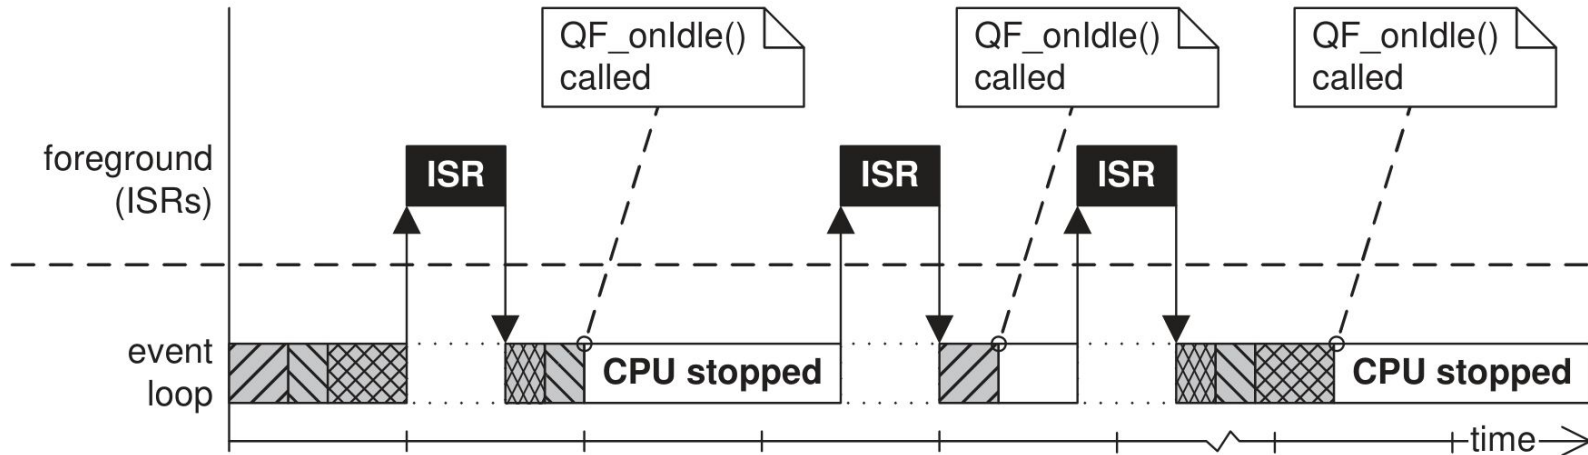 QF_onIdle()
called
QF_onIdle()
called
QF_onIdle()
called
foreground
(ISRs)
ISR
ISR
ISR
event
loop
CPU stopped
CPU stopped
time